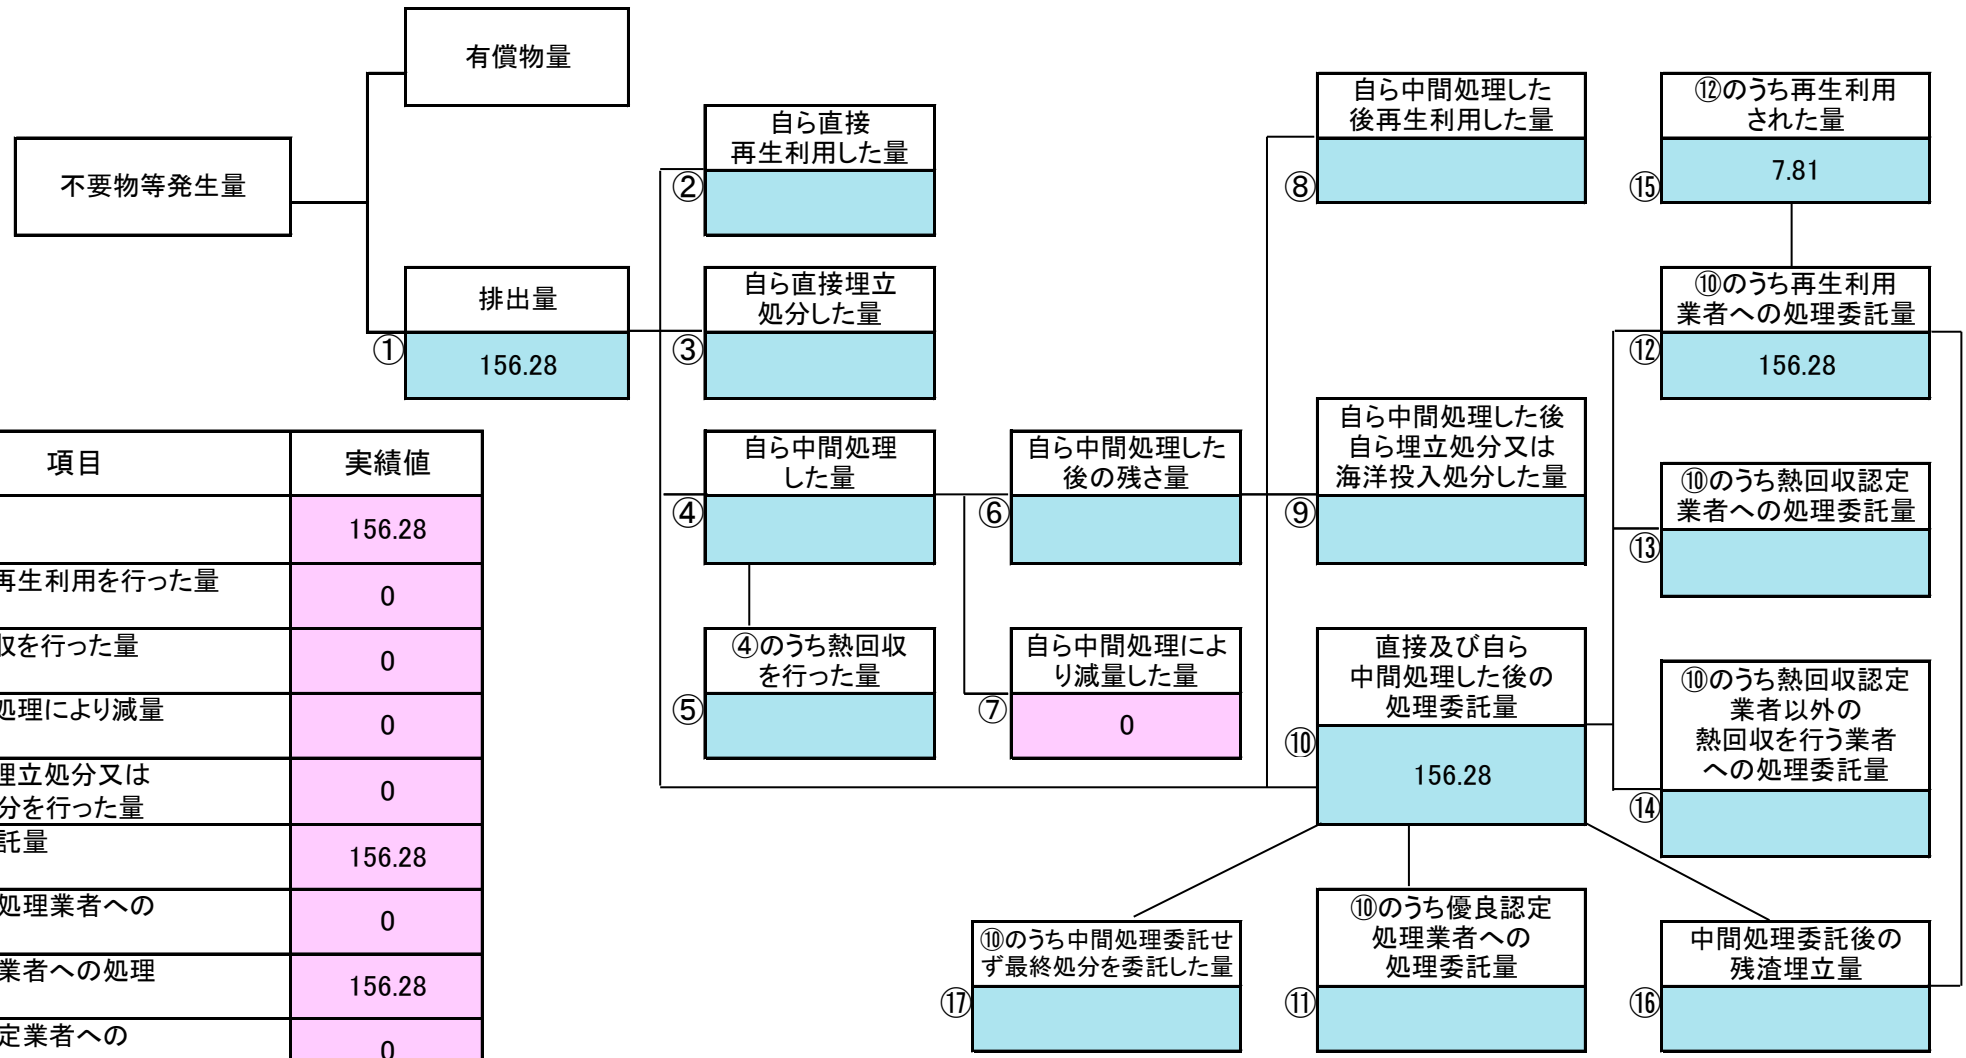 有償物量
不要物等発生量
排出量
①
156.28
自ら直接
再生利用した量
②
自ら直接埋立
処分した量
③
自ら中間処理
した量
④
④のうち熱回収
を行った量
⑤
自ら中間処理した
後の残さ量
⑥
自ら中間処理によ
り減量した量
⑦
0
自ら中間処理した
後再生利用した量
⑧
自ら中間処理した後
自ら埋立処分又は
海洋投入処分した量
⑨
直接及び自ら
中間処理した後の
処理委託量
⑩
156.28
⑩のうち優良認定
処理業者への
処理委託量
⑪
⑫のうち再生利用
された量
⑮
7.81
⑩のうち再生利用
業者への処理委託量
⑫
156.28
⑩のうち熱回収認定
業者への処理委託量
⑬
⑩のうち熱回収認定
業者以外の
熱回収を行う業者
への処理委託量
⑭
中間処理委託後の
残渣埋立量
⑯
⑩のうち中間処理委託せ
ず最終処分を委託した量
⑰
項目 実績値
156.28
再生利用を行った量 0
収を行った量 0
処理により減量 0
埋立処分又は
分を行った量 0
託量 156.28
処理業者への 0
業者への処理 156.28
定業者への 0